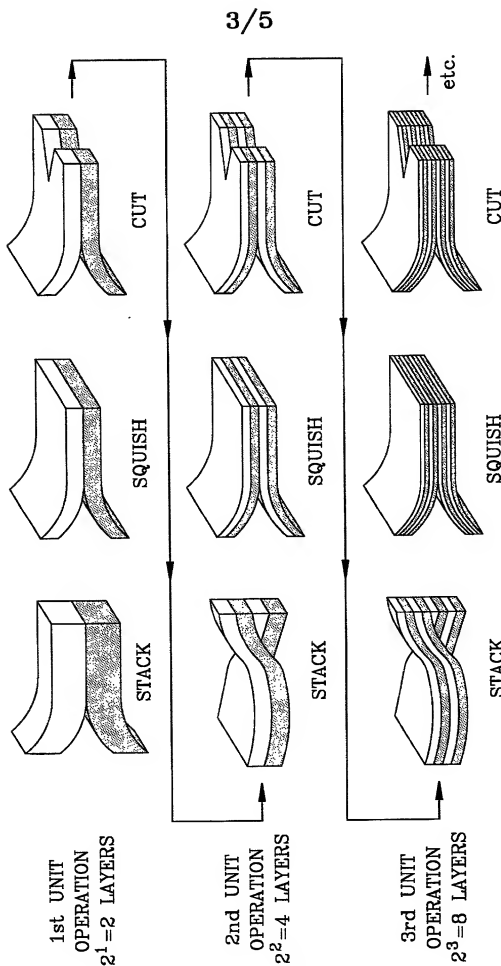 3/5
1st UNIT
OPERATION
2¹=2 LAYERS
STACK
SQUISH
CUT
2nd UNIT
OPERATION
2²=4 LAYERS
STACK
SQUISH
CUT
3rd UNIT
OPERATION
2³=8 LAYERS
STACK
SQUISH
CUT
etc.